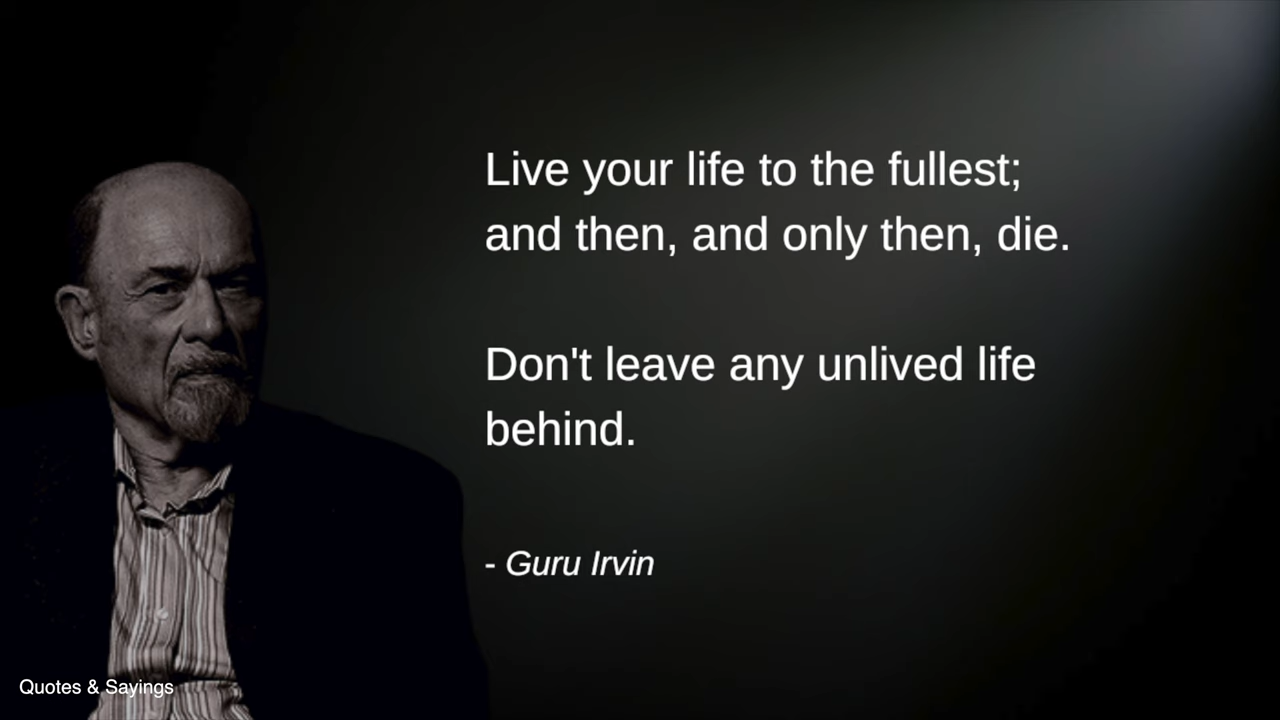 Live your life to the fullest;
and then, and only then, die.
Don't leave any unlived life
behind.
- Guru Irvin
Quotes & Sayings